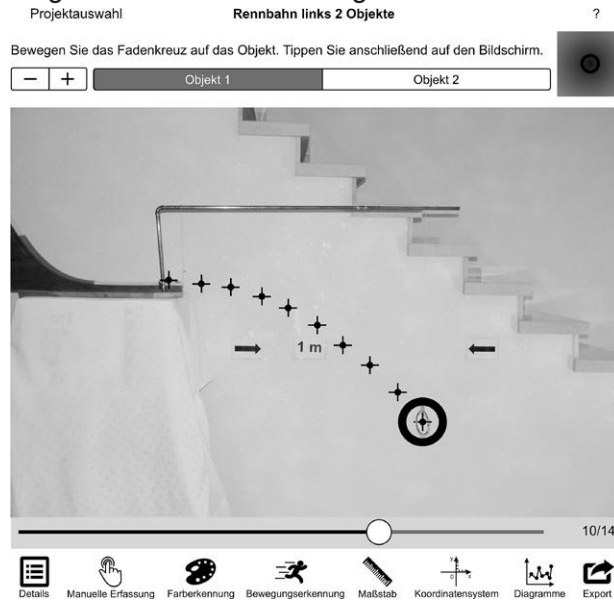 Projektauswahl Rennbahn links 2 Objekte ?
Bewegen Sie das Fadenkreuz auf das Objekt. Tippen Sie anschließend auf den Bildschirm.
− + Objekt 1 Objekt 2
1 m
10/14
Details Manuelle Erfassung Farberkennung Bewegungserkennung Maßstab Koordinatensystem Diagramme Export